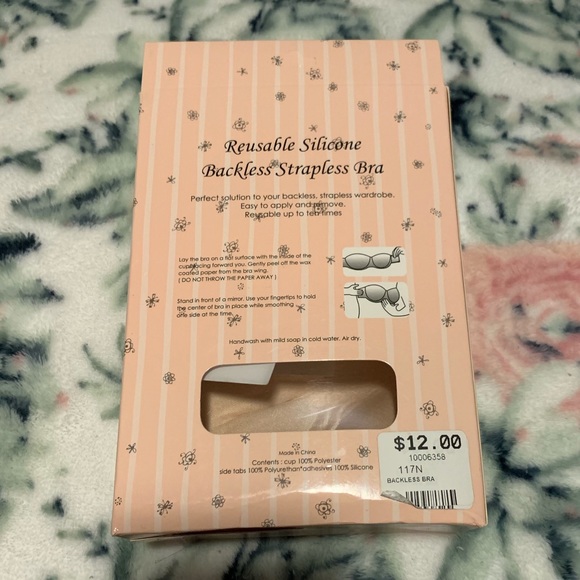 Reusable Silicone
Backless Strapless Bra
Perfect solution to your backless, strapless wardrobe.
Easy to apply and remove.
Reusable up to ten times
Lay the bra on a flat surface with the inside of the
cups facing forward you. Gently peel off the wax
coated paper from the bra wing.
( DO NOT THROW THE PAPER AWAY )
Stand in front of a mirror. Use your fingertips to hold
the center of bra in place while smoothing
one side at the time.
Handwash with mild soap in cold water. Air dry.
Made in China
Contents : cup 100% Polyester
side tabs 100% Polyurethan*adhesives 100% Silicone
$12.00
10006358
117N
BACKLESS BRA